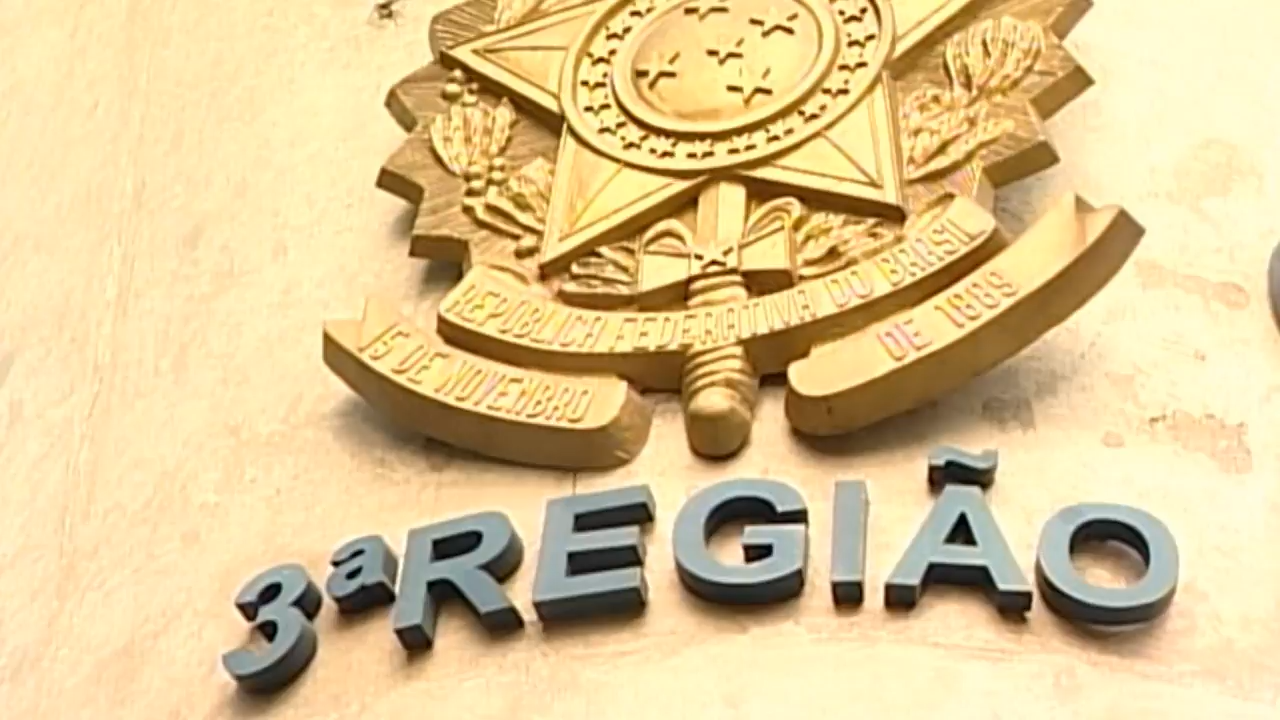 REPÚBLICA FEDERATIVA DO BRASIL
15 DE NOVEMBRO DE 1889
3ª REGIÃO